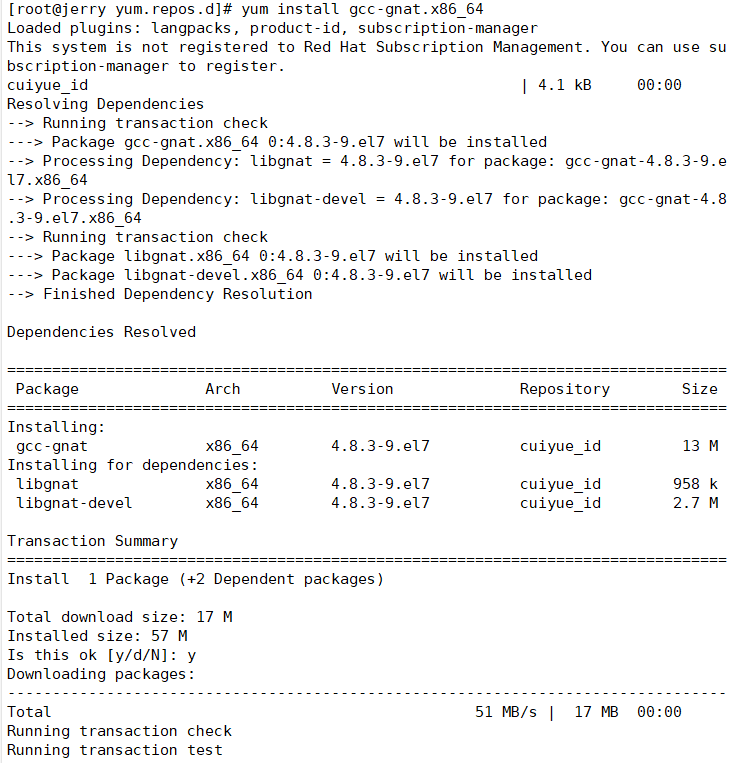 [root@jerry yum.repos.d]# yum install gcc-gnat.x86_64
Loaded plugins: langpacks, product-id, subscription-manager
This system is not registered to Red Hat Subscription Management. You can use su
bscription-manager to register.
cuiyue_id                                                | 4.1 kB     00:00
Resolving Dependencies
--> Running transaction check
---> Package gcc-gnat.x86_64 0:4.8.3-9.el7 will be installed
--> Processing Dependency: libgnat = 4.8.3-9.el7 for package: gcc-gnat-4.8.3-9.e
l7.x86_64
--> Processing Dependency: libgnat-devel = 4.8.3-9.el7 for package: gcc-gnat-4.8
.3-9.el7.x86_64
--> Running transaction check
---> Package libgnat.x86_64 0:4.8.3-9.el7 will be installed
---> Package libgnat-devel.x86_64 0:4.8.3-9.el7 will be installed
--> Finished Dependency Resolution

Dependencies Resolved

================================================================================
 Package              Arch          Version              Repository        Size
================================================================================
Installing:
 gcc-gnat             x86_64        4.8.3-9.el7          cuiyue_id         13 M
Installing for dependencies:
 libgnat              x86_64        4.8.3-9.el7          cuiyue_id        958 k
 libgnat-devel        x86_64        4.8.3-9.el7          cuiyue_id        2.7 M

Transaction Summary
================================================================================
Install  1 Package (+2 Dependent packages)

Total download size: 17 M
Installed size: 57 M
Is this ok [y/d/N]: y
Downloading packages:
--------------------------------------------------------------------------------
Total                                               51 MB/s |  17 MB  00:00
Running transaction check
Running transaction test